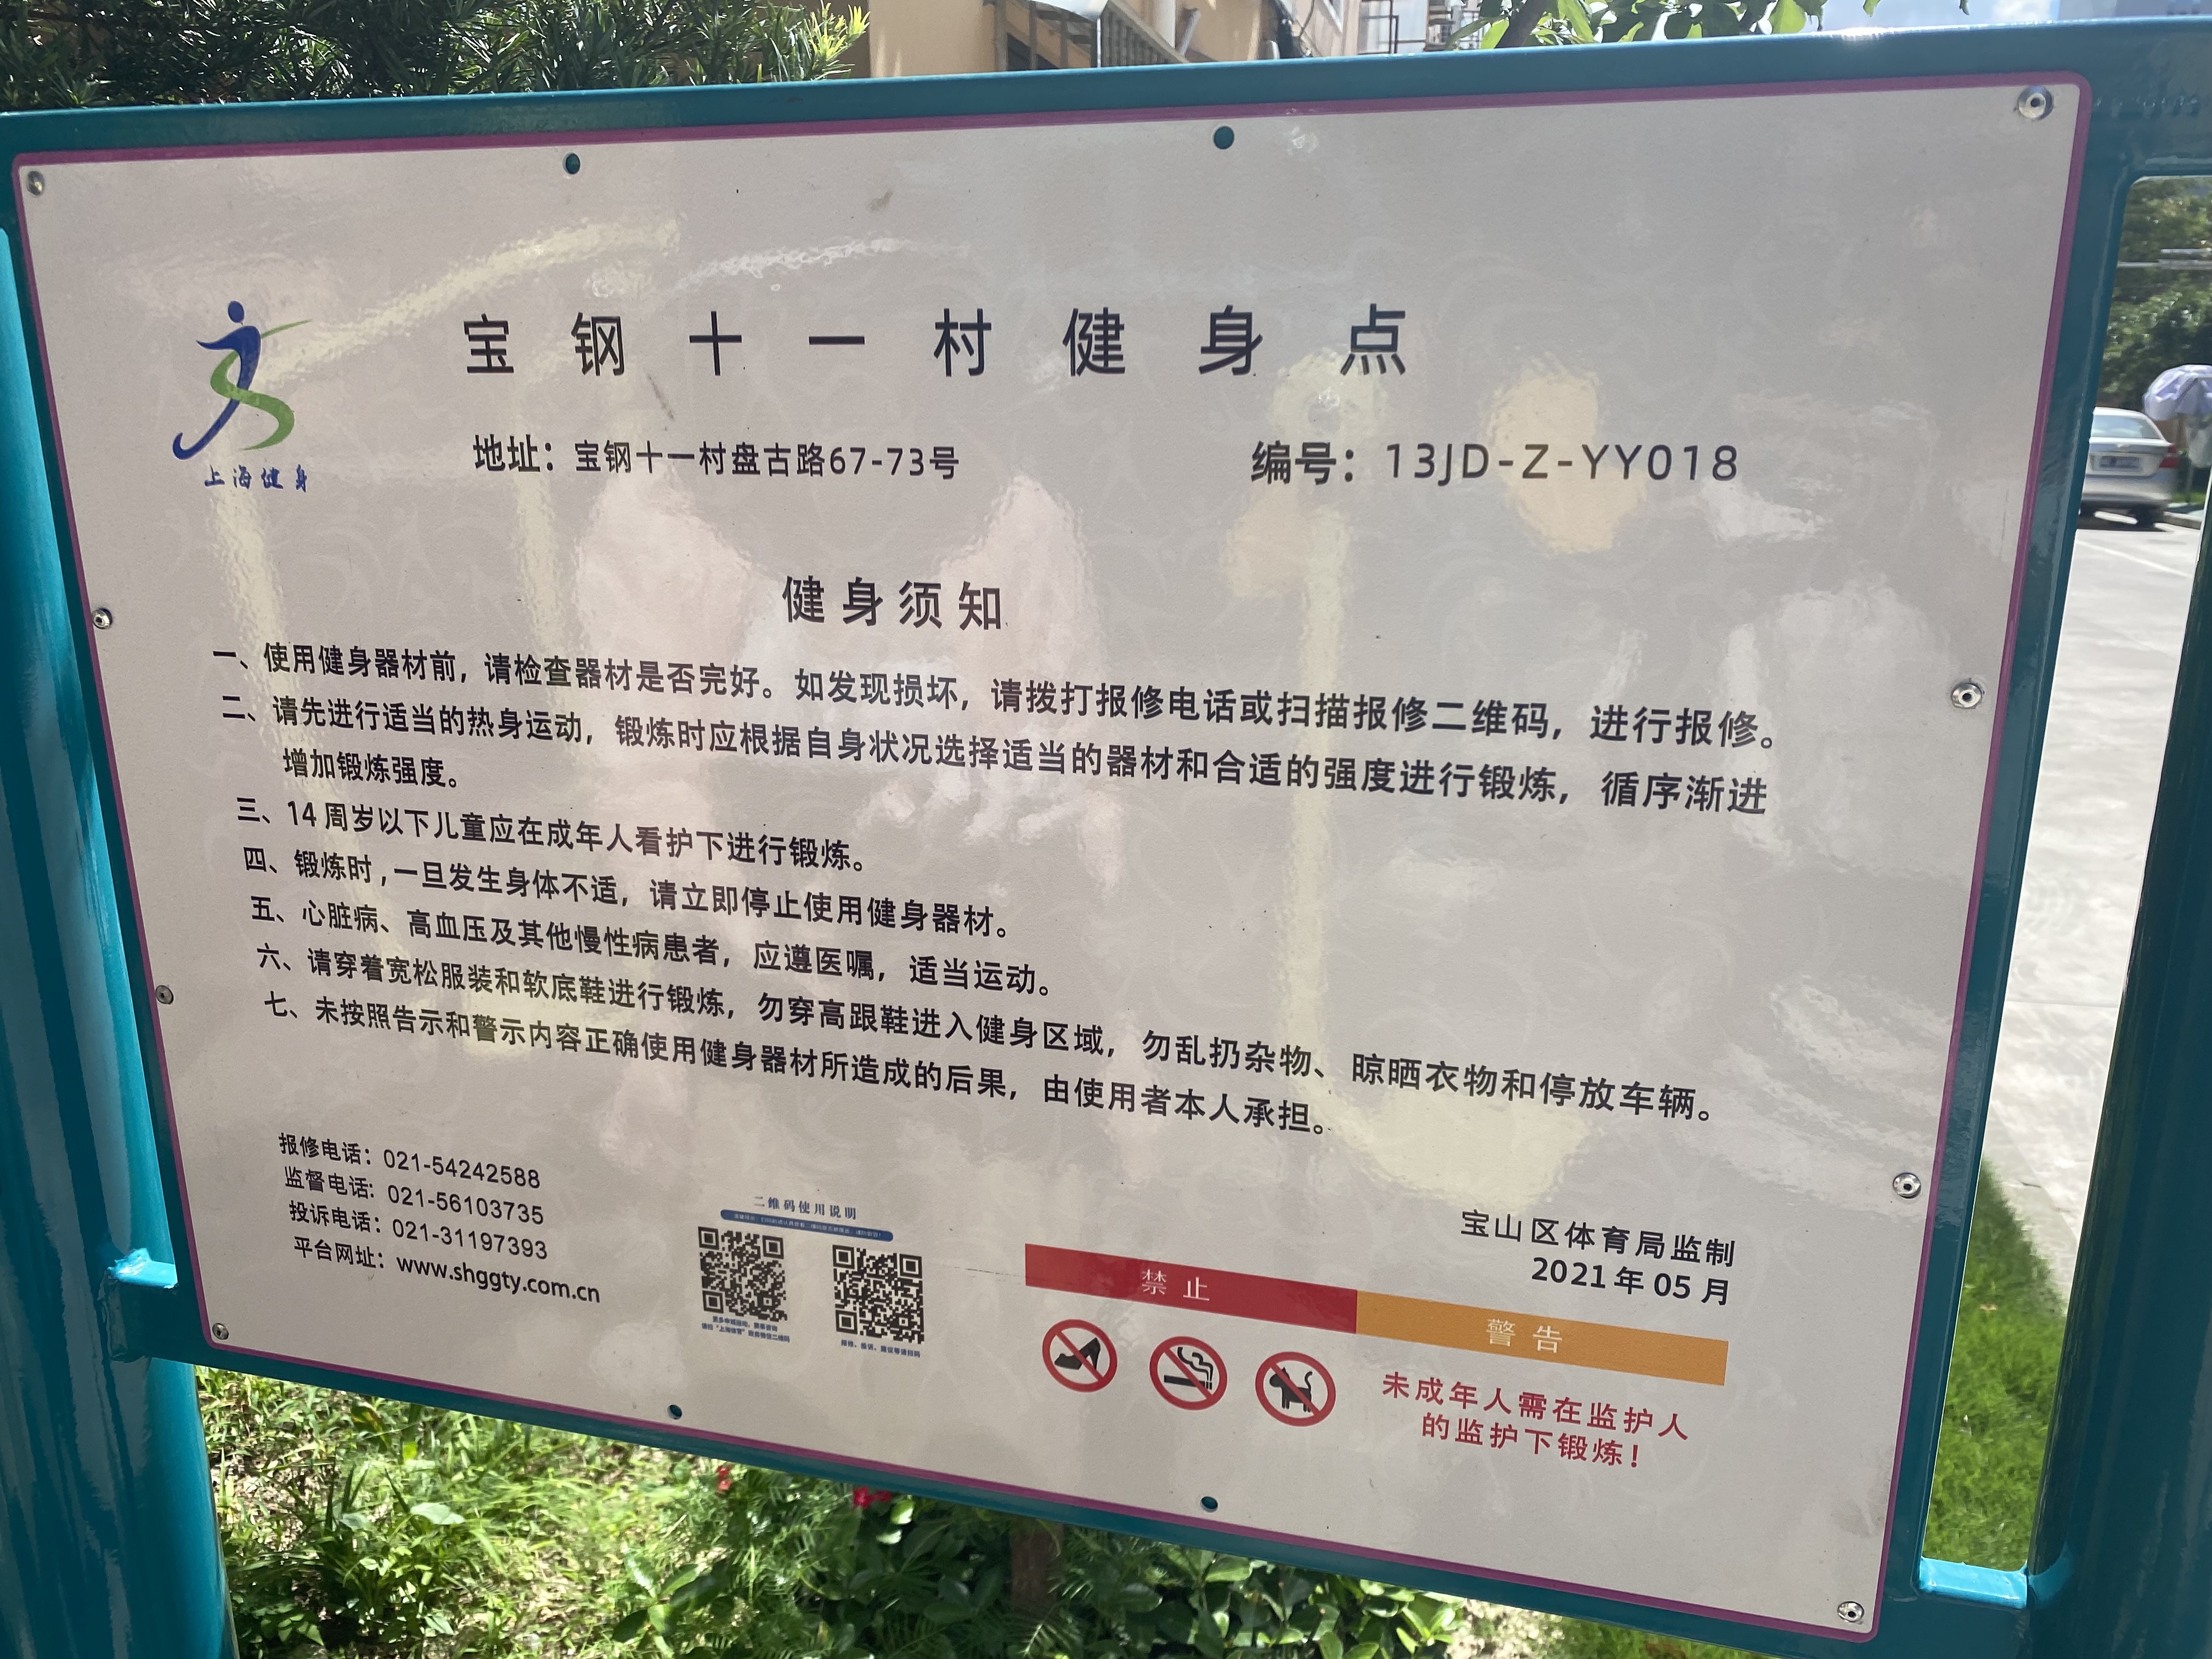 宝钢十一村健身点
上海健身
地址：宝钢十一村盘古路67-73号
编号：13JD-Z-YY018
健身须知
一、使用健身器材前，请检查器材是否完好。如发现损坏，请拨打报修电话或扫描报修二维码，进行报修。
二、请先进行适当的热身运动，锻炼时应根据自身状况选择适当的器材和合适的强度进行锻炼，循序渐进
增加锻炼强度。
三、14周岁以下儿童应在成年人看护下进行锻炼。
四、锻炼时，一旦发生身体不适，请立即停止使用健身器材。
五、心脏病、高血压及其他慢性病患者，应遵医嘱，适当运动。
六、请穿着宽松服装和软底鞋进行锻炼，勿穿高跟鞋进入健身区域，勿乱扔杂物、晾晒衣物和停放车辆。
七、未按照告示和警示内容正确使用健身器材所造成的后果，由使用者本人承担。
报修电话：021-54242588
监督电话：021-56103735
投诉电话：021-31197393
平台网址：www.shggty.com.cn
二维码使用说明
宝山区体育局监制
2021年05月
禁止
警告
未成年人需在监护人
的监护下锻炼！